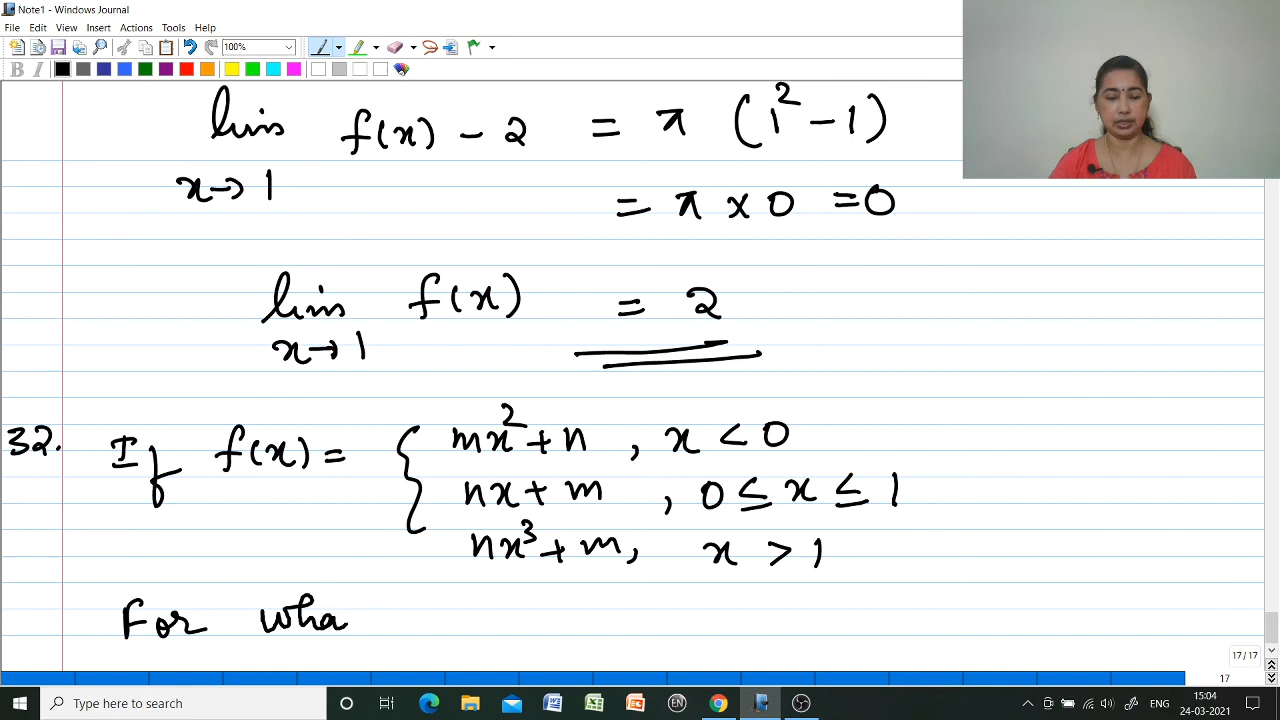 Note1 - Windows Journal
File Edit View Insert Actions Tools Help
100%
B I
lim f(x) - 2 = π (1² - 1)
x→1
= π × 0 = 0
lim f(x) = 2
x→1
32. If f(x) = { mx² + n , x < 0
nx + m , 0 ≤ x ≤ 1
nx³ + m, x > 1
For wha
17/17
17
Type here to search
EN
ENG
15:04
24-03-2021